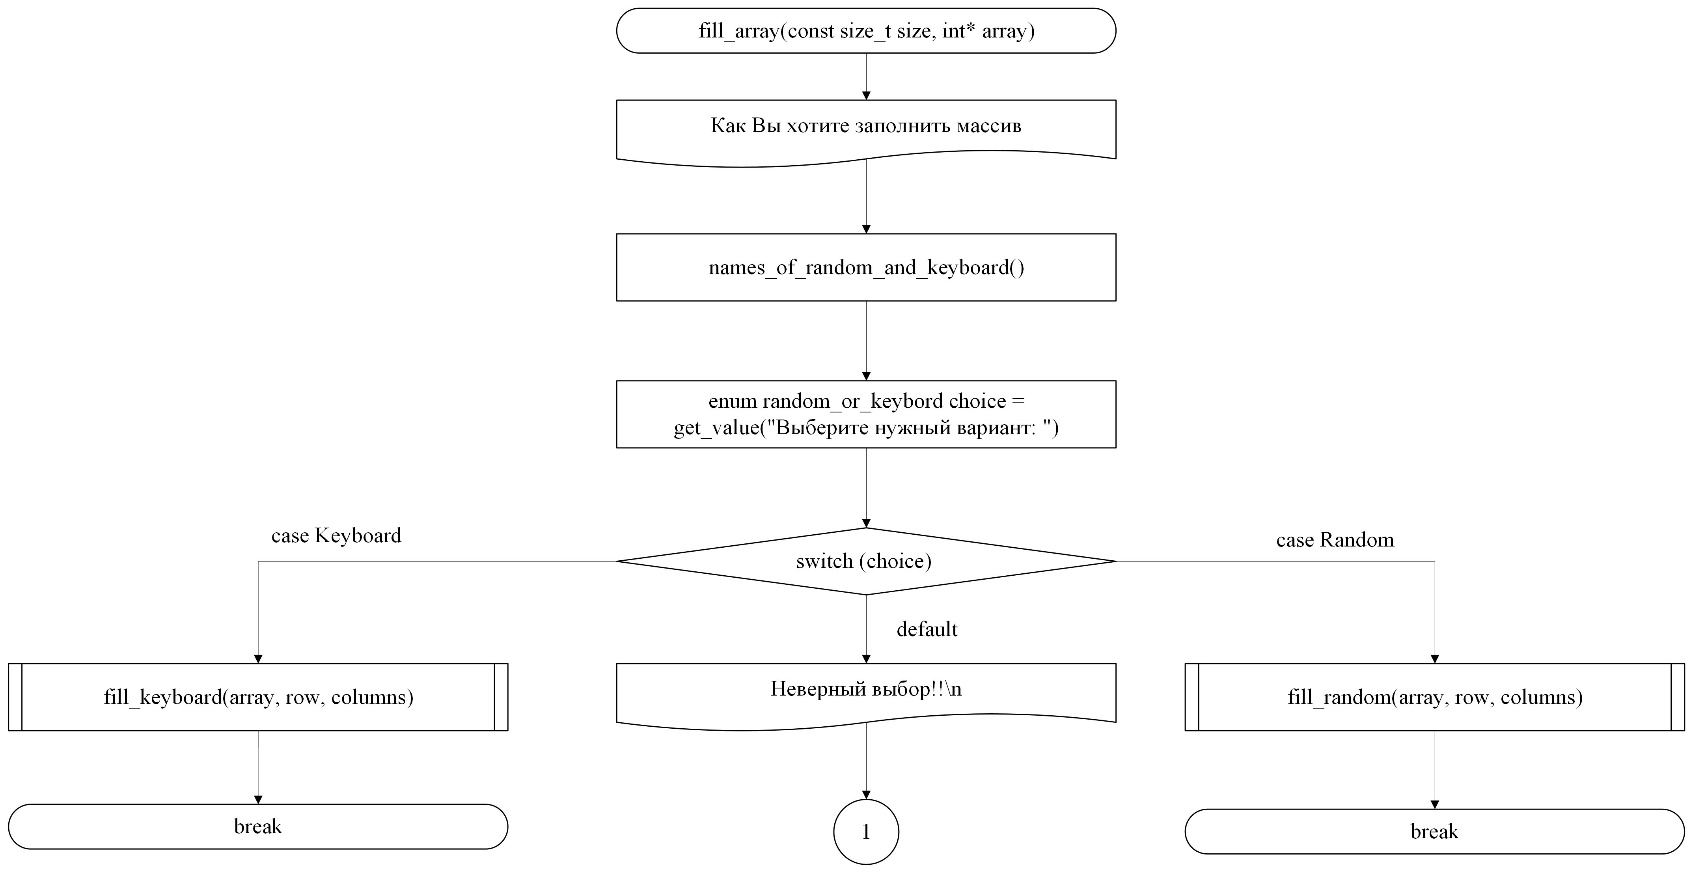 fill_array(const size_t size, int* array)
Как Вы хотите заполнить массив
names_of_random_and_keyboard()
enum random_or_keybord choice =
get_value("Выберите нужный вариант: ")
case Keyboard
case Random
switch (choice)
default
fill_keyboard(array, row, columns)
Неверный выбор!!\n
fill_random(array, row, columns)
break
1
break